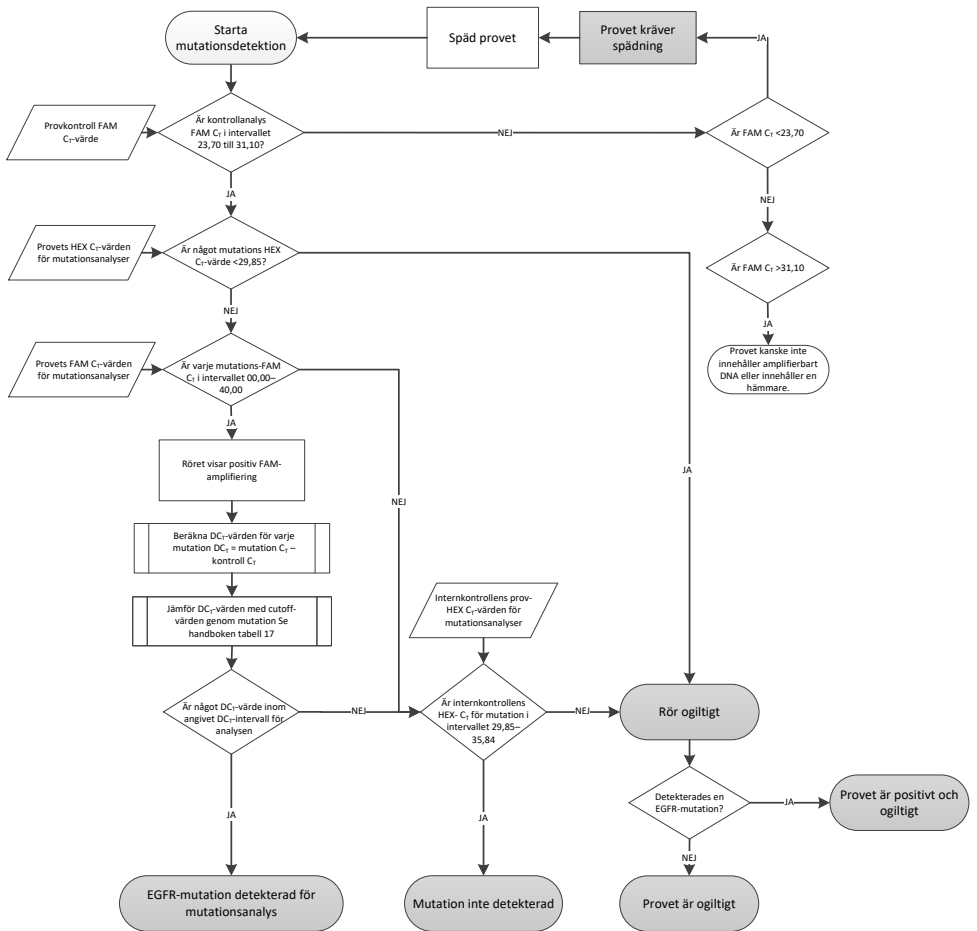 Starta
mutationsdetektion
Späd provet
Provet kräver
spädning
JA
Provkontroll FAM
CT-värde
Är kontrollanalys
FAM CT i intervallet
23,70 till 31,10?
NEJ
Är FAM CT <23,70
JA
NEJ
Provets HEX CT-värden
för mutationsanalyser
Är något mutations HEX
CT-värde <29,85?
Är FAM CT >31,10
NEJ
JA
Provets FAM CT-värden
för mutationsanalyser
Är varje mutations-FAM
CT i intervallet 00,00–
40,00
Provet kanske inte
innehåller amplifierbart
DNA eller innehåller en
hämmare.
JA
Röret visar positiv FAM-
amplifiering
JA
NEJ
Beräkna DCT-värden för varje
mutation DCT = mutation CT –
kontroll CT
Jämför DCT-värden med cutoff-
värden genom mutation Se
handboken tabell 17
Internkontrollens prov-
HEX CT-värden för
mutationsanalyser
Är något DCT-värde inom
angivet DCT-intervall för
analysen
NEJ
Är internkontrollens
HEX- CT för mutation i
intervallet 29,85–
35,84
NEJ
Rör ogiltigt
Detekterades en
EGFR-mutation?
JA
Provet är positivt och
ogiltigt
JA
JA
NEJ
EGFR-mutation detekterad för
mutationsanalys
Mutation inte detekterad
Provet är ogiltigt